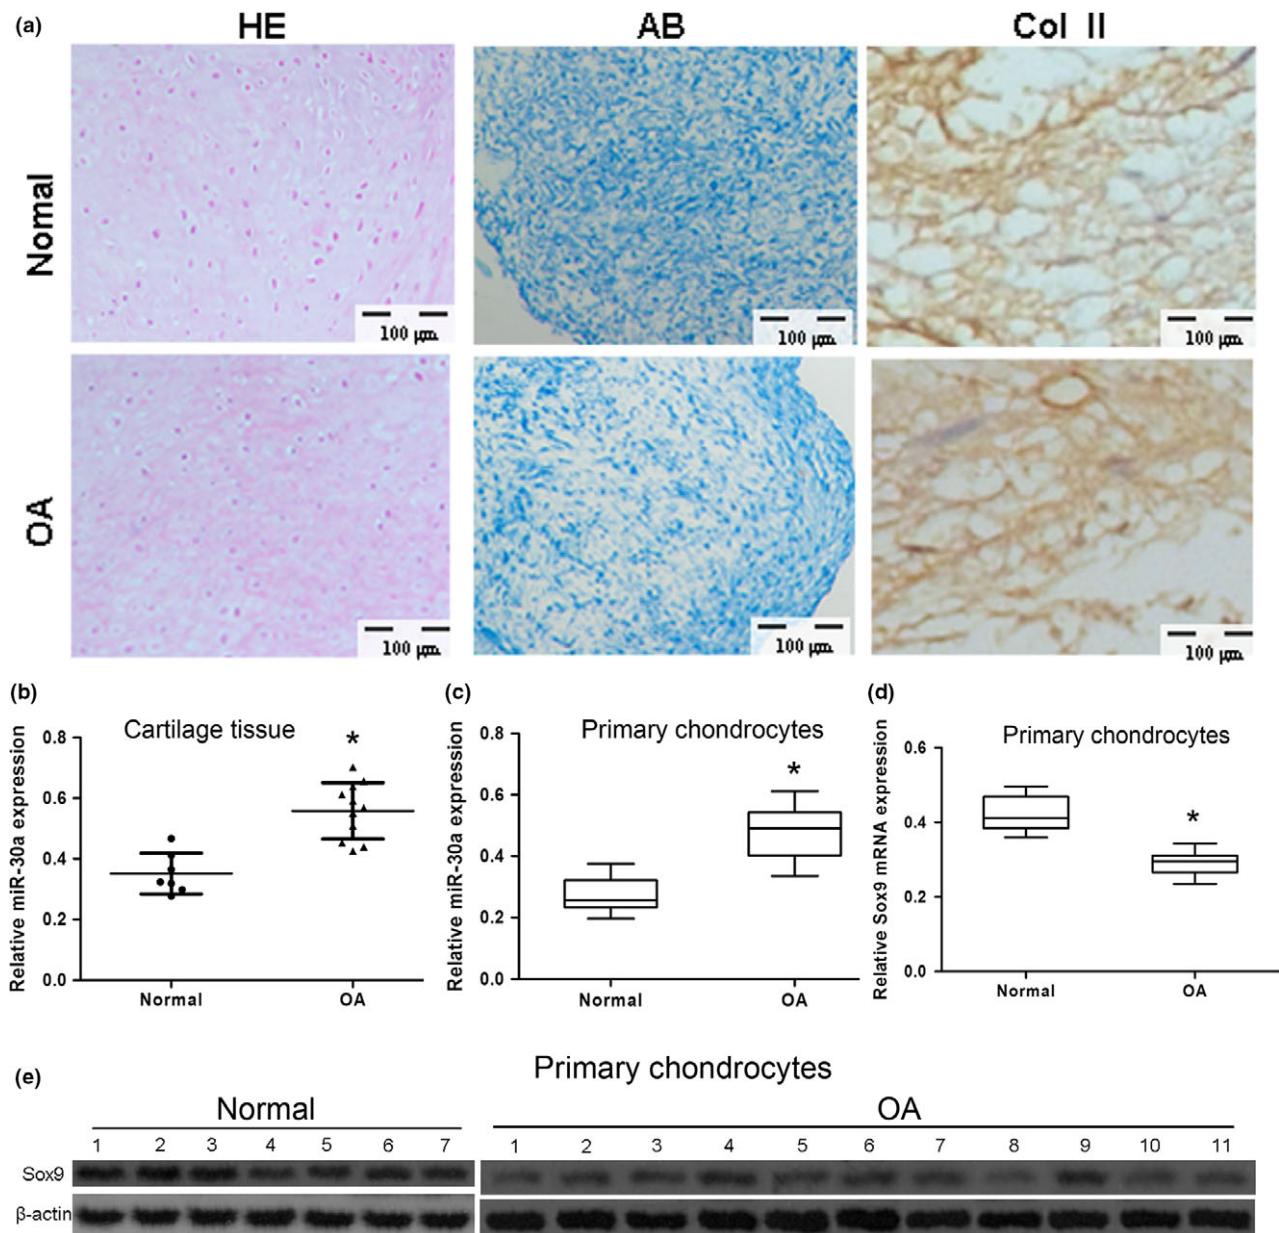 (a)
HE AB Col II
Nomal
100 µm 100 µm 100 µm
OA
100 µm 100 µm 100 µm
(b) (c) (d)
Cartilage tissue
Relative miR-30a expression
0.8
0.6
0.4
0.2
0.0
*
Normal OA
Primary chondrocytes
Relative miR-30a expression
0.8
0.6
0.4
0.2
0.0
*
Normal OA
Primary chondrocytes
Relative Sox9 mRNA expression
0.6
0.4
0.2
0.0
*
Normal OA
(e)
Primary chondrocytes
Normal OA
1 2 3 4 5 6 7 1 2 3 4 5 6 7 8 9 10 11
Sox9
β-actin